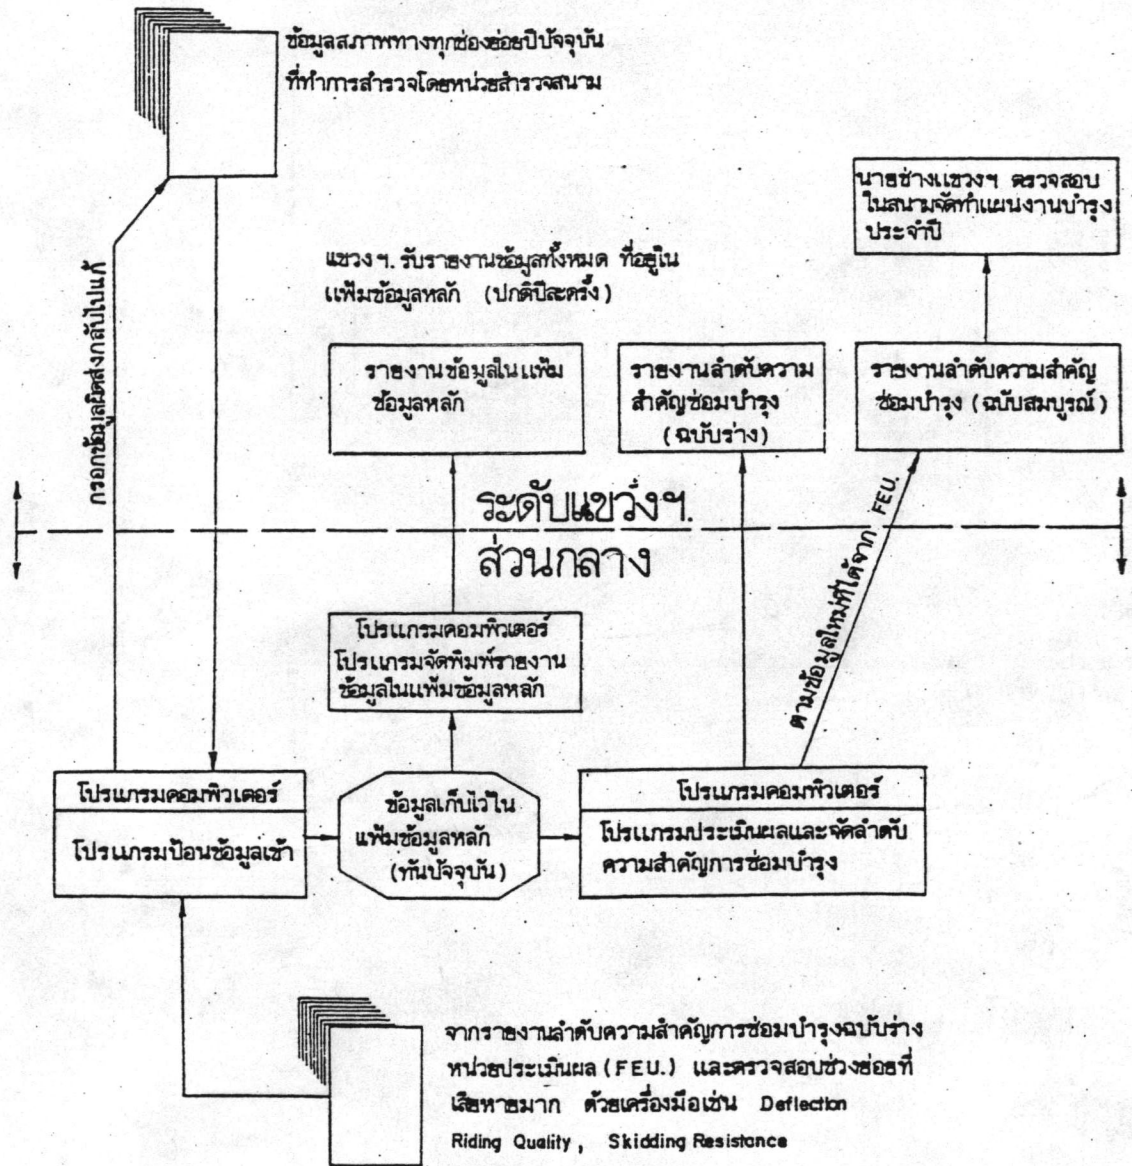 ข้อมูลสภาพทางทุกช่องย่อยปีปัจจุบัน
ที่ทำการสำรวจโดยหน่วยสำรวจสนาม
นายช่างแขวงฯ ตรวจสอบ
ในสนามจัดทำแผนงานบำรุง
ประจำปี
กรอกข้อมูลผิดส่งกลับไปแก้
แขวงฯ. รับรายงานข้อมูลทั้งหมด ที่อยู่ใน
แฟ้มข้อมูลหลัก (ปกติปีละครั้ง)
รายงานข้อมูลในแฟ้ม
ข้อมูลหลัก
รายงานลำดับความ
สำคัญซ่อมบำรุง
(ฉบับร่าง)
รายงานลำดับความสำคัญ
ซ่อมบำรุง (ฉบับสมบูรณ์)
ระดับแขวงฯ.
ส่วนกลาง
ตามข้อมูลใหม่ที่ได้จาก FEU.
โปรแกรมคอมพิวเตอร์
โปรแกรมจัดพิมพ์รายงาน
ข้อมูลในแฟ้มข้อมูลหลัก
โปรแกรมคอมพิวเตอร์
โปรแกรมป้อนข้อมูลเข้า
ข้อมูลเก็บไว้ใน
แฟ้มข้อมูลหลัก
(ทันปัจจุบัน)
โปรแกรมคอมพิวเตอร์
โปรแกรมประเมินผลและจัดลำดับ
ความสำคัญการซ่อมบำรุง
จากรายงานลำดับความสำคัญการซ่อมบำรุงฉบับร่าง
หน่วยประเมินผล (FEU.) และตรวจสอบช่วงย่อยที่
เสียหายมาก ด้วยเครื่องมือเช่น Deflection
Riding Quality, Skidding Resistance